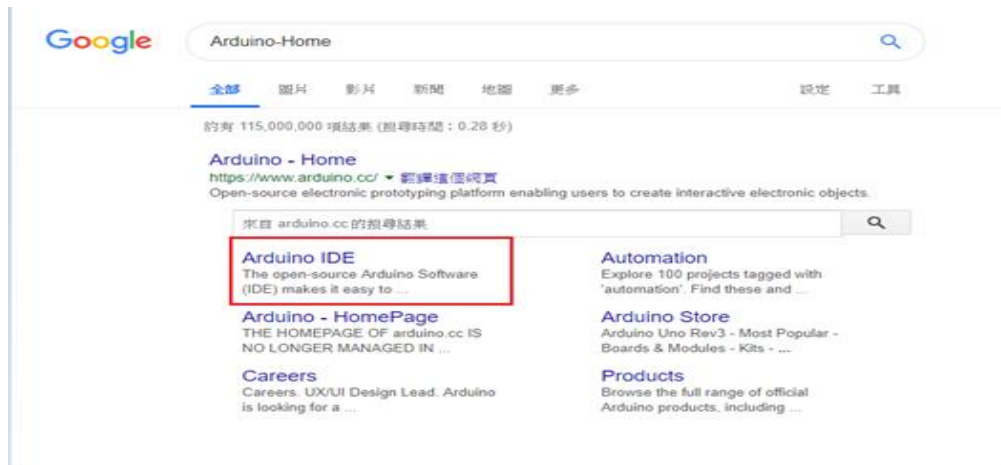 Google
Arduino-Home
全部 圖片 影片 新聞 地圖 更多 設定 工具
約有 115,000,000 項結果 (搜尋時間：0.28 秒)
Arduino - Home
https://www.arduino.cc/ 翻譯這個網頁
Open-source electronic prototyping platform enabling users to create interactive electronic objects.
來自 arduino.cc 的搜尋結果
Arduino IDE
The open-source Arduino Software
(IDE) makes it easy to ...
Automation
Explore 100 projects tagged with
'automation'. Find these and ...
Arduino - HomePage
THE HOMEPAGE OF arduino.cc IS
NO LONGER MANAGED IN ...
Arduino Store
Arduino Uno Rev3 - Most Popular -
Boards & Modules - Kits - ...
Careers
Careers. UX/UI Design Lead. Arduino
is looking for a ...
Products
Browse the full range of official
Arduino products, including ...